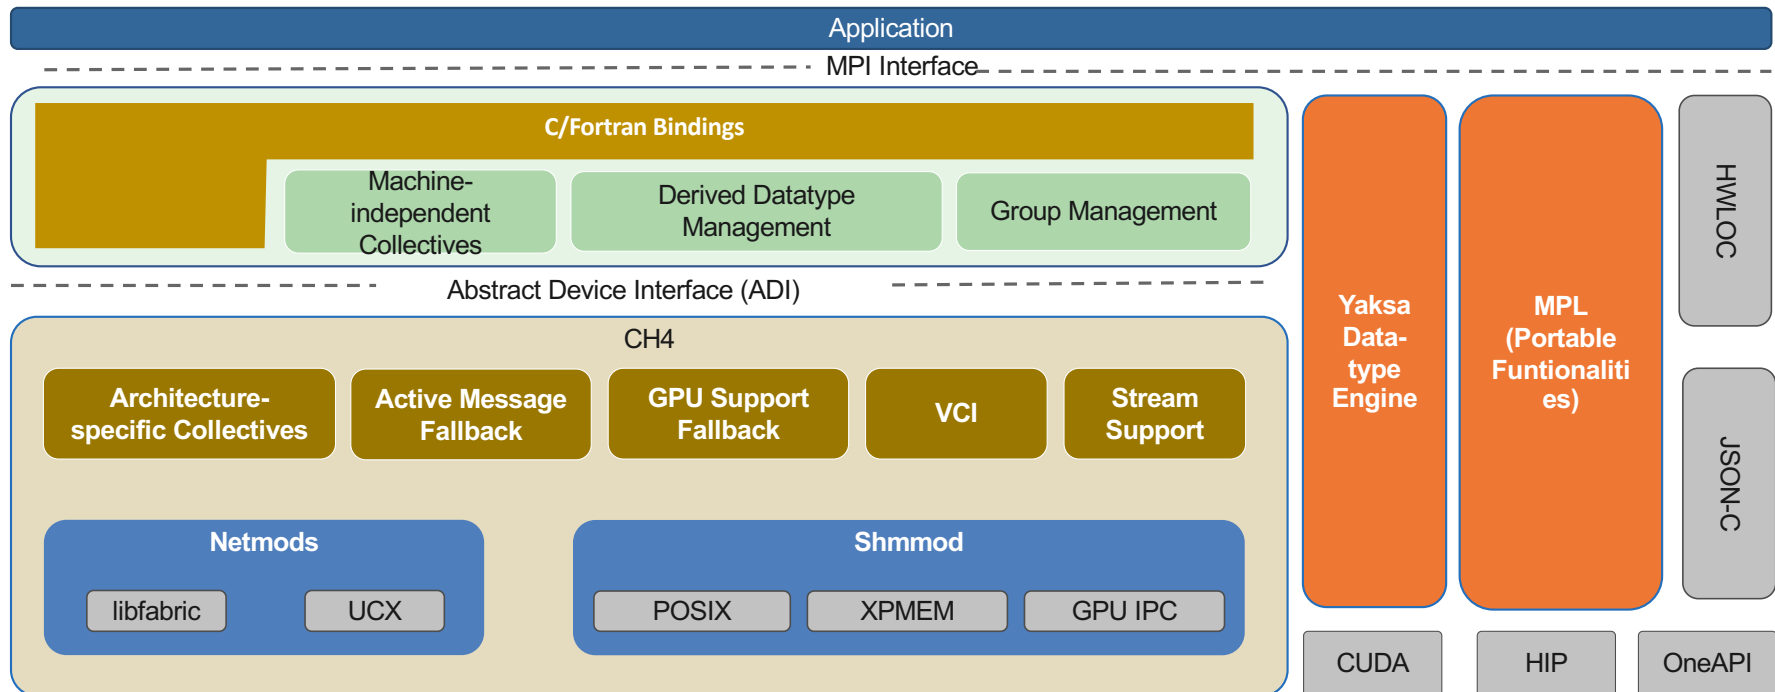 Application
MPI Interface
C/Fortran Bindings
Machine-
independent
Collectives
Derived Datatype
Management
Group Management
Abstract Device Interface (ADI)
CH4
Architecture-
specific Collectives
Active Message
Fallback
GPU Support
Fallback
VCI
Stream
Support
Netmods
libfabric
UCX
Shmmod
POSIX
XPMEM
GPU IPC
Yaksa
Data-
type
Engine
MPL
(Portable
Funtionaliti
es)
HWLOC
JSON-C
CUDA
HIP
OneAPI